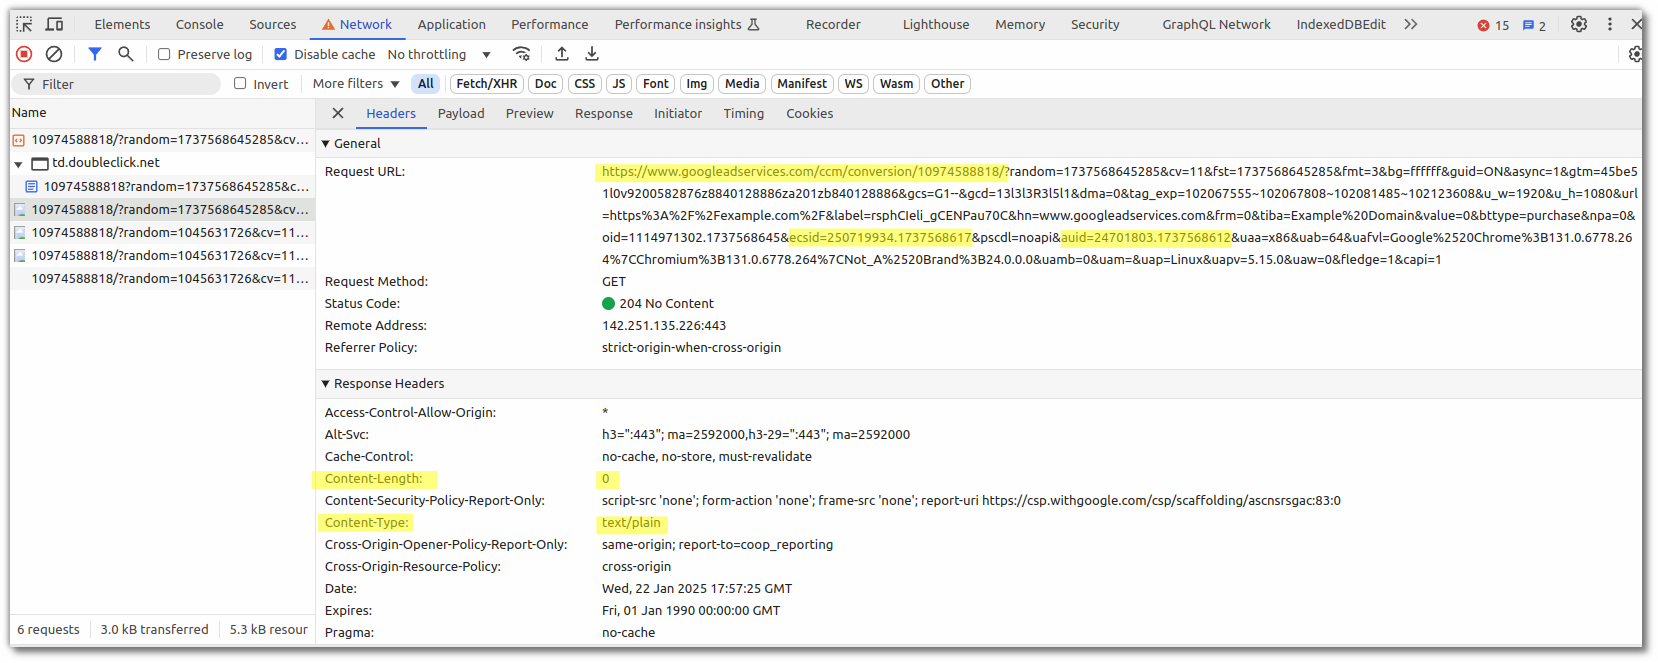 Elements Console Sources Network Application Performance Performance insights Recorder Lighthouse Memory Security GraphQL Network IndexedDBEdit 15 2
Preserve log Disable cache No throttling
Filter Invert More filters All Fetch/XHR Doc CSS JS Font Img Media Manifest WS Wasm Other
Name
Headers Payload Preview Response Initiator Timing Cookies
10974588818/?random=1737568645285&cv...
td.doubleclick.net
10974588818?random=1737568645285&c...
10974588818/?random=1737568645285&cv...
10974588818/?random=1045631726&cv=11...
10974588818/?random=1045631726&cv=11...
10974588818/?random=1045631726&cv=11...
General
Request URL: https://www.googleadservices.com/ccm/conversion/10974588818/?random=1737568645285&cv=11&fst=1737568645285&fmt=3&bg=ffffff&guid=ON&async=1&gtm=45be5
1l0v9200582876z8840128886za201zb840128886&gcs=G1--&gcd=13l3l3R3l5l1&dma=0&tag_exp=102067555~102067808~102081485~102123608&u_w=1920&u_h=1080&url
=https%3A%2F%2Fexample.com%2F&label=rsphCIeli_gCENPau70C&hn=www.googleadservices.com&frm=0&tiba=Example%20Domain&value=0&bttype=purchase&npa=0&
oid=1114971302.1737568645&ecsid=250719934.1737568617&pscdl=noapi&auid=24701803.1737568612&uaa=x86&uab=64&uafvl=Google%2520Chrome%3B131.0.6778.26
4%7CChromium%3B131.0.6778.264%7CNot_A%2520Brand%3B24.0.0.0&uamb=0&uam=&uap=Linux&uapv=5.15.0&uaw=0&fledge=1&capi=1
Request Method: GET
Status Code: 204 No Content
Remote Address: 142.251.135.226:443
Referrer Policy: strict-origin-when-cross-origin
Response Headers
Access-Control-Allow-Origin: *
Alt-Svc: h3=":443"; ma=2592000,h3-29=":443"; ma=2592000
Cache-Control: no-cache, no-store, must-revalidate
Content-Length: 0
Content-Security-Policy-Report-Only: script-src 'none'; form-action 'none'; frame-src 'none'; report-uri https://csp.withgoogle.com/csp/scaffolding/ascnsrsgac:83:0
Content-Type: text/plain
Cross-Origin-Opener-Policy-Report-Only: same-origin; report-to=coop_reporting
Cross-Origin-Resource-Policy: cross-origin
Date: Wed, 22 Jan 2025 17:57:25 GMT
Expires: Fri, 01 Jan 1990 00:00:00 GMT
Pragma: no-cache
6 requests 3.0 kB transferred 5.3 kB resour